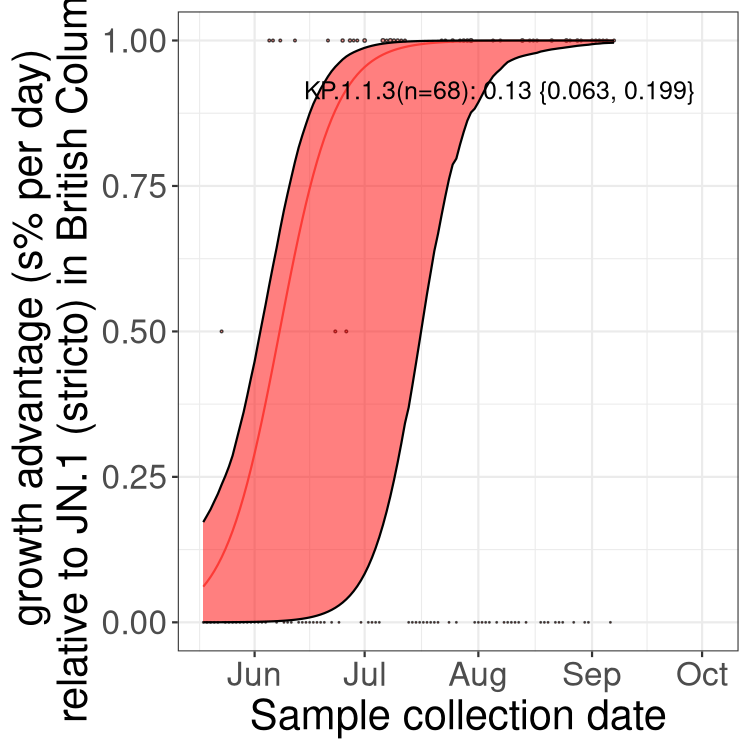 growth advantage (s% per day)
relative to JN.1 (stricto) in British Colum
1.00
0.75
0.50
0.25
0.00
KP.1.1.3(n=68): 0.13 {0.063, 0.199}
Jun Jul Aug Sep Oct
Sample collection date